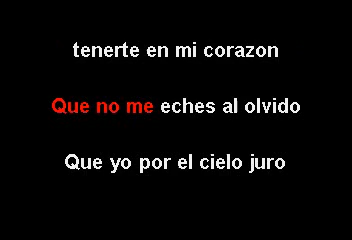 tenerte en mi corazon
Que no me eches al olvido
Que yo por el cielo juro